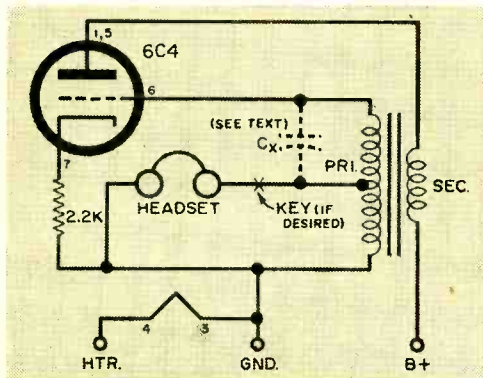 1,5
6C4
6
(SEE TEXT)
CX
PRI.
7
2.2K
HEADSET
KEY (IF
DESIRED)
SEC.
4
3
HTR.
GND.
B+